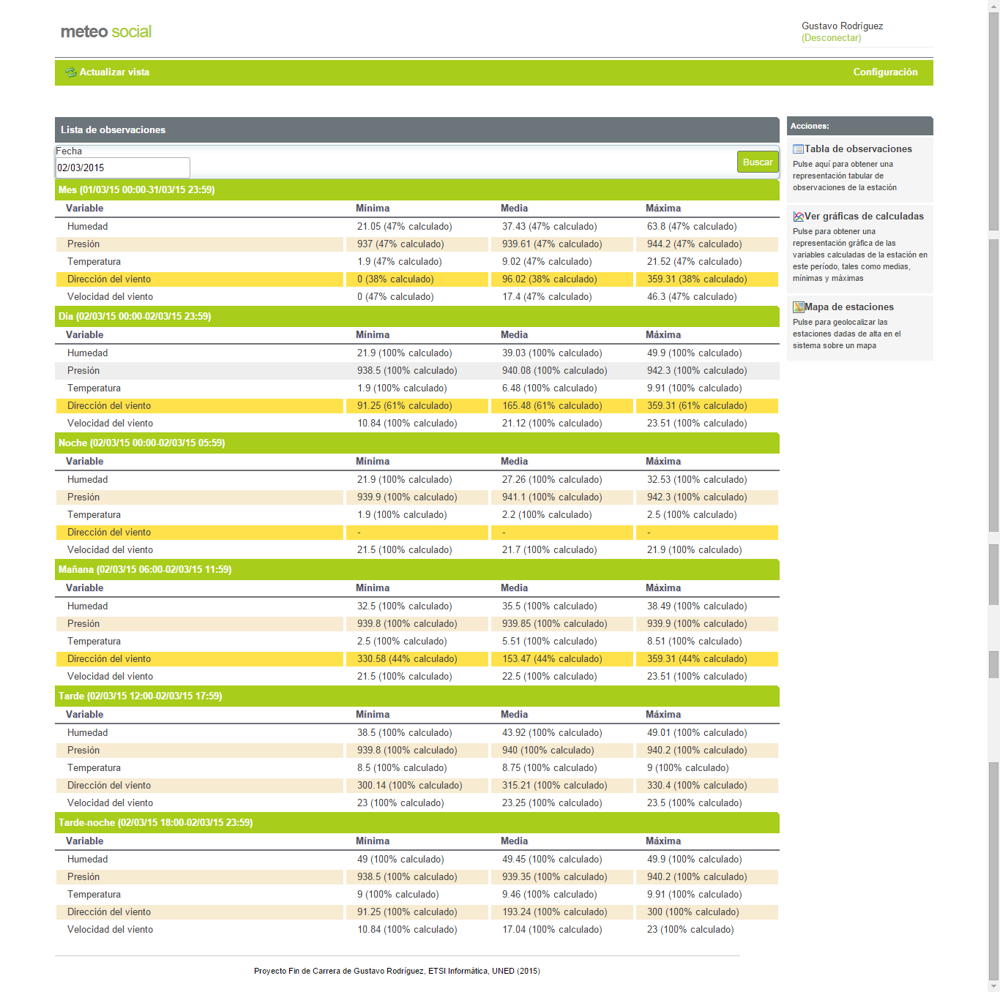 meteo social
Gustavo Rodríguez
(Desconectar)
Actualizar vista Configuración
Lista de observaciones
Fecha
02/03/2015
Buscar
Mes (01/03/15 00:00-31/03/15 23:59)
Variable Mínima Media Máxima
Humedad 21.05 (47% calculado) 37.43 (47% calculado) 63.8 (47% calculado)
Presión 937 (47% calculado) 939.61 (47% calculado) 944.2 (47% calculado)
Temperatura 1.9 (47% calculado) 9.02 (47% calculado) 21.52 (47% calculado)
Dirección del viento 0 (38% calculado) 96.02 (38% calculado) 359.31 (38% calculado)
Velocidad del viento 0 (47% calculado) 17.4 (47% calculado) 46.3 (47% calculado)
Día (02/03/15 00:00-02/03/15 23:59)
Variable Mínima Media Máxima
Humedad 21.9 (100% calculado) 39.03 (100% calculado) 49.9 (100% calculado)
Presión 938.5 (100% calculado) 940.08 (100% calculado) 942.3 (100% calculado)
Temperatura 1.9 (100% calculado) 6.48 (100% calculado) 9.91 (100% calculado)
Dirección del viento 91.25 (61% calculado) 165.48 (61% calculado) 359.31 (61% calculado)
Velocidad del viento 10.84 (100% calculado) 21.12 (100% calculado) 23.51 (100% calculado)
Noche (02/03/15 00:00-02/03/15 05:59)
Variable Mínima Media Máxima
Humedad 21.9 (100% calculado) 27.26 (100% calculado) 32.53 (100% calculado)
Presión 939.9 (100% calculado) 941.1 (100% calculado) 942.3 (100% calculado)
Temperatura 1.9 (100% calculado) 2.2 (100% calculado) 2.5 (100% calculado)
Dirección del viento - - -
Velocidad del viento 21.5 (100% calculado) 21.7 (100% calculado) 21.9 (100% calculado)
Mañana (02/03/15 06:00-02/03/15 11:59)
Variable Mínima Media Máxima
Humedad 32.5 (100% calculado) 35.5 (100% calculado) 38.49 (100% calculado)
Presión 939.8 (100% calculado) 939.85 (100% calculado) 939.9 (100% calculado)
Temperatura 2.5 (100% calculado) 5.51 (100% calculado) 8.51 (100% calculado)
Dirección del viento 330.58 (44% calculado) 153.47 (44% calculado) 359.31 (44% calculado)
Velocidad del viento 21.5 (100% calculado) 22.5 (100% calculado) 23.51 (100% calculado)
Tarde (02/03/15 12:00-02/03/15 17:59)
Variable Mínima Media Máxima
Humedad 38.5 (100% calculado) 43.92 (100% calculado) 49.01 (100% calculado)
Presión 939.8 (100% calculado) 940 (100% calculado) 940.2 (100% calculado)
Temperatura 8.5 (100% calculado) 8.75 (100% calculado) 9 (100% calculado)
Dirección del viento 300.14 (100% calculado) 315.21 (100% calculado) 330.4 (100% calculado)
Velocidad del viento 23 (100% calculado) 23.25 (100% calculado) 23.5 (100% calculado)
Tarde-noche (02/03/15 18:00-02/03/15 23:59)
Variable Mínima Media Máxima
Humedad 49 (100% calculado) 49.45 (100% calculado) 49.9 (100% calculado)
Presión 938.5 (100% calculado) 939.35 (100% calculado) 940.2 (100% calculado)
Temperatura 9 (100% calculado) 9.46 (100% calculado) 9.91 (100% calculado)
Dirección del viento 91.25 (100% calculado) 193.24 (100% calculado) 300 (100% calculado)
Velocidad del viento 10.84 (100% calculado) 17.04 (100% calculado) 23 (100% calculado)
Acciones:
Tabla de observaciones
Pulse aquí para obtener una
representación tabular de
observaciones de la estación
Ver gráficas de calculadas
Pulse para obtener una
representación gráfica de las
variables calculadas de la estación en
este período, tales como medias,
mínimas y máximas
Mapa de estaciones
Pulse para geolocalizar las
estaciones dadas de alta en el
sistema sobre un mapa
Proyecto Fin de Carrera de Gustavo Rodríguez, ETSI Informática, UNED (2015)